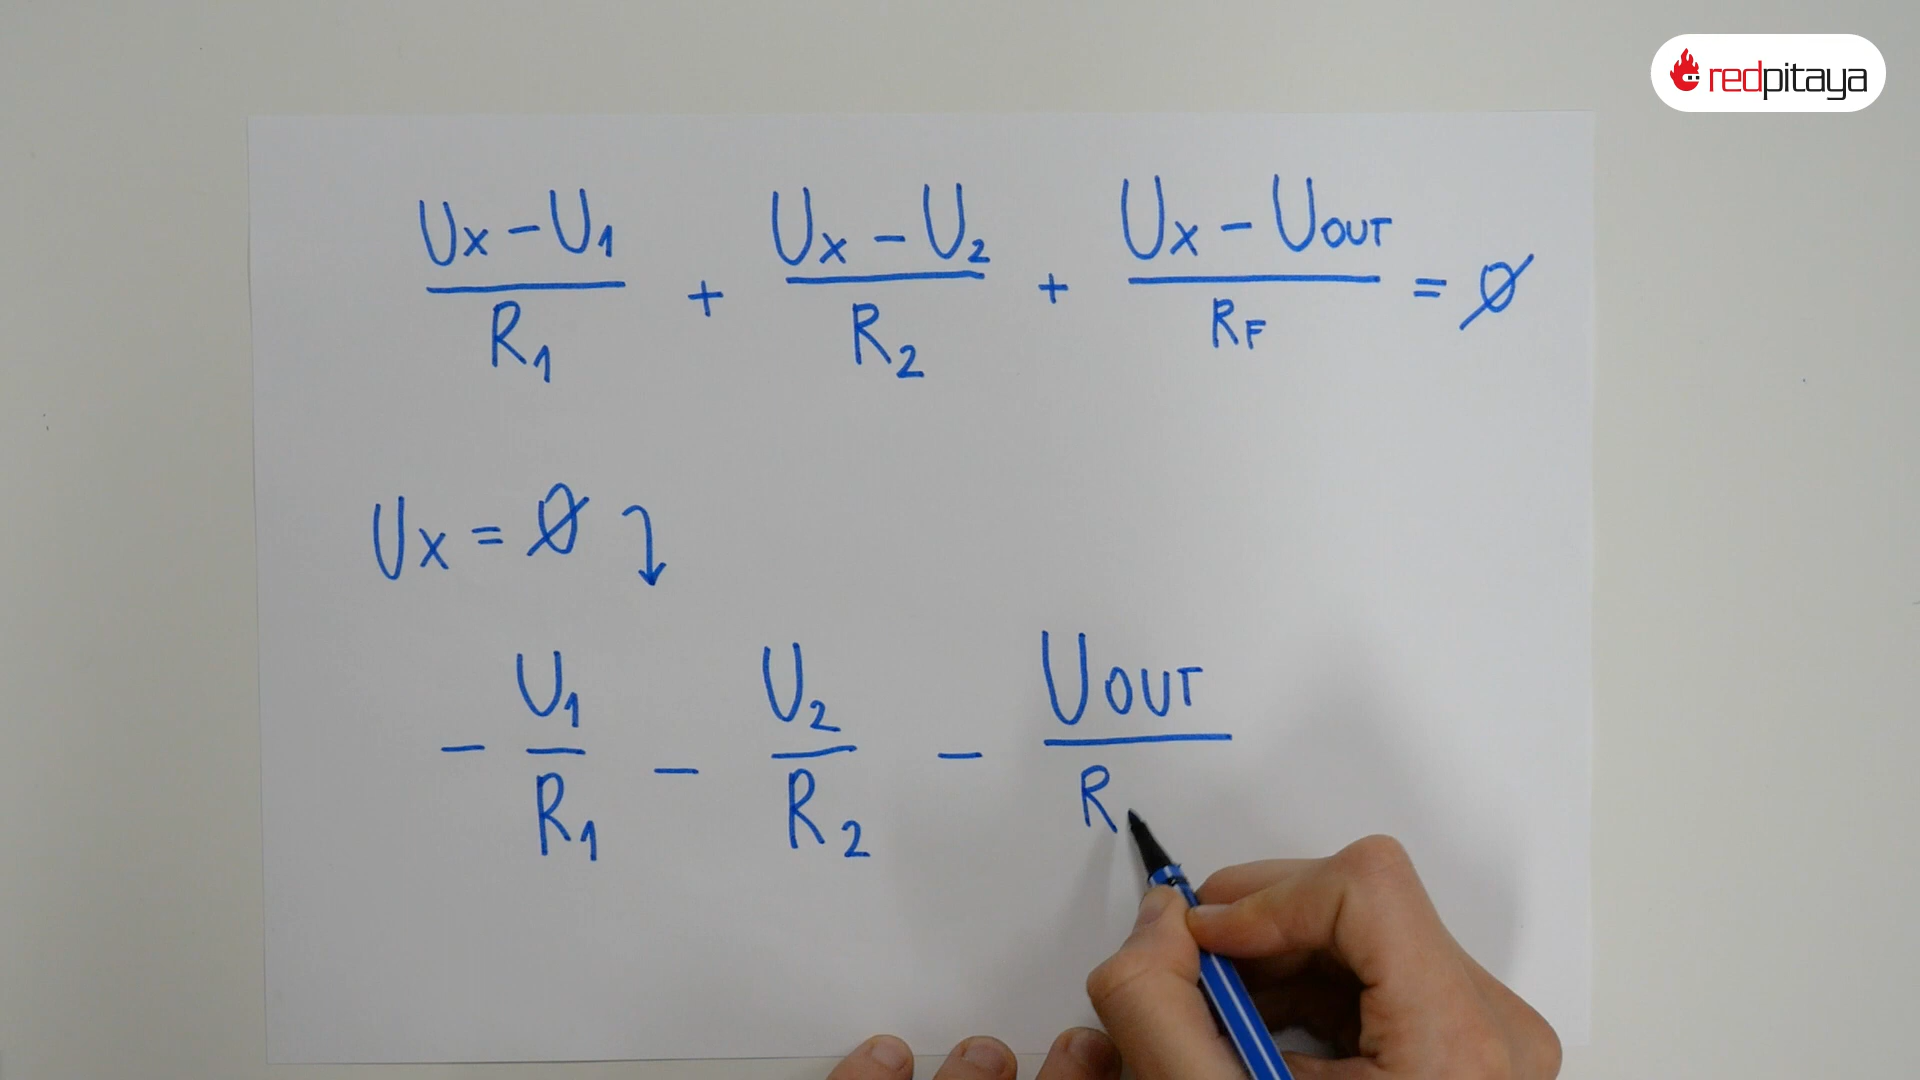 redpitaya
Ux - U1 / R1 + Ux - U2 / R2 + Ux - UOUT / RF = Ø
Ux = Ø
- U1 / R1 - U2 / R2 - UOUT / R